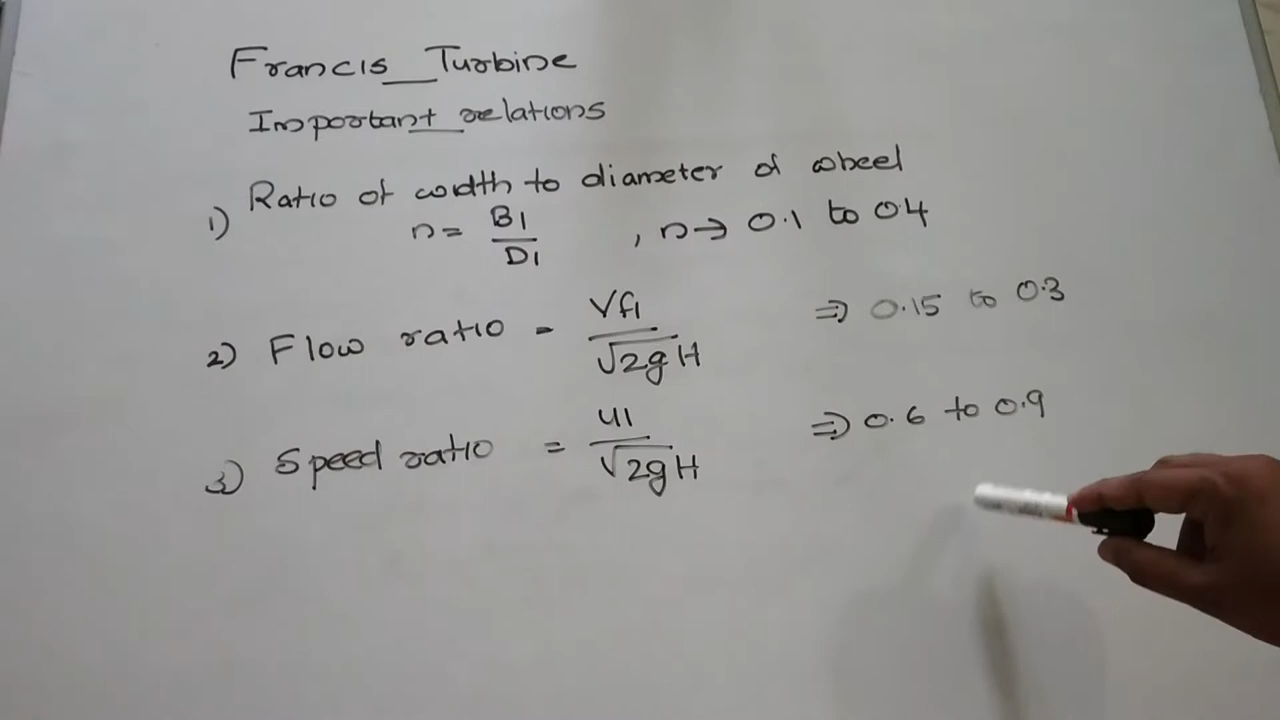 Francis Turbine
Important relations
1) Ratio of width to diameter of wheel
n = B1/D1 , n → 0.1 to 0.4
2) Flow ratio = Vf1/√2gH ⇒ 0.15 to 0.3
3) Speed ratio = u1/√2gH ⇒ 0.6 to 0.9